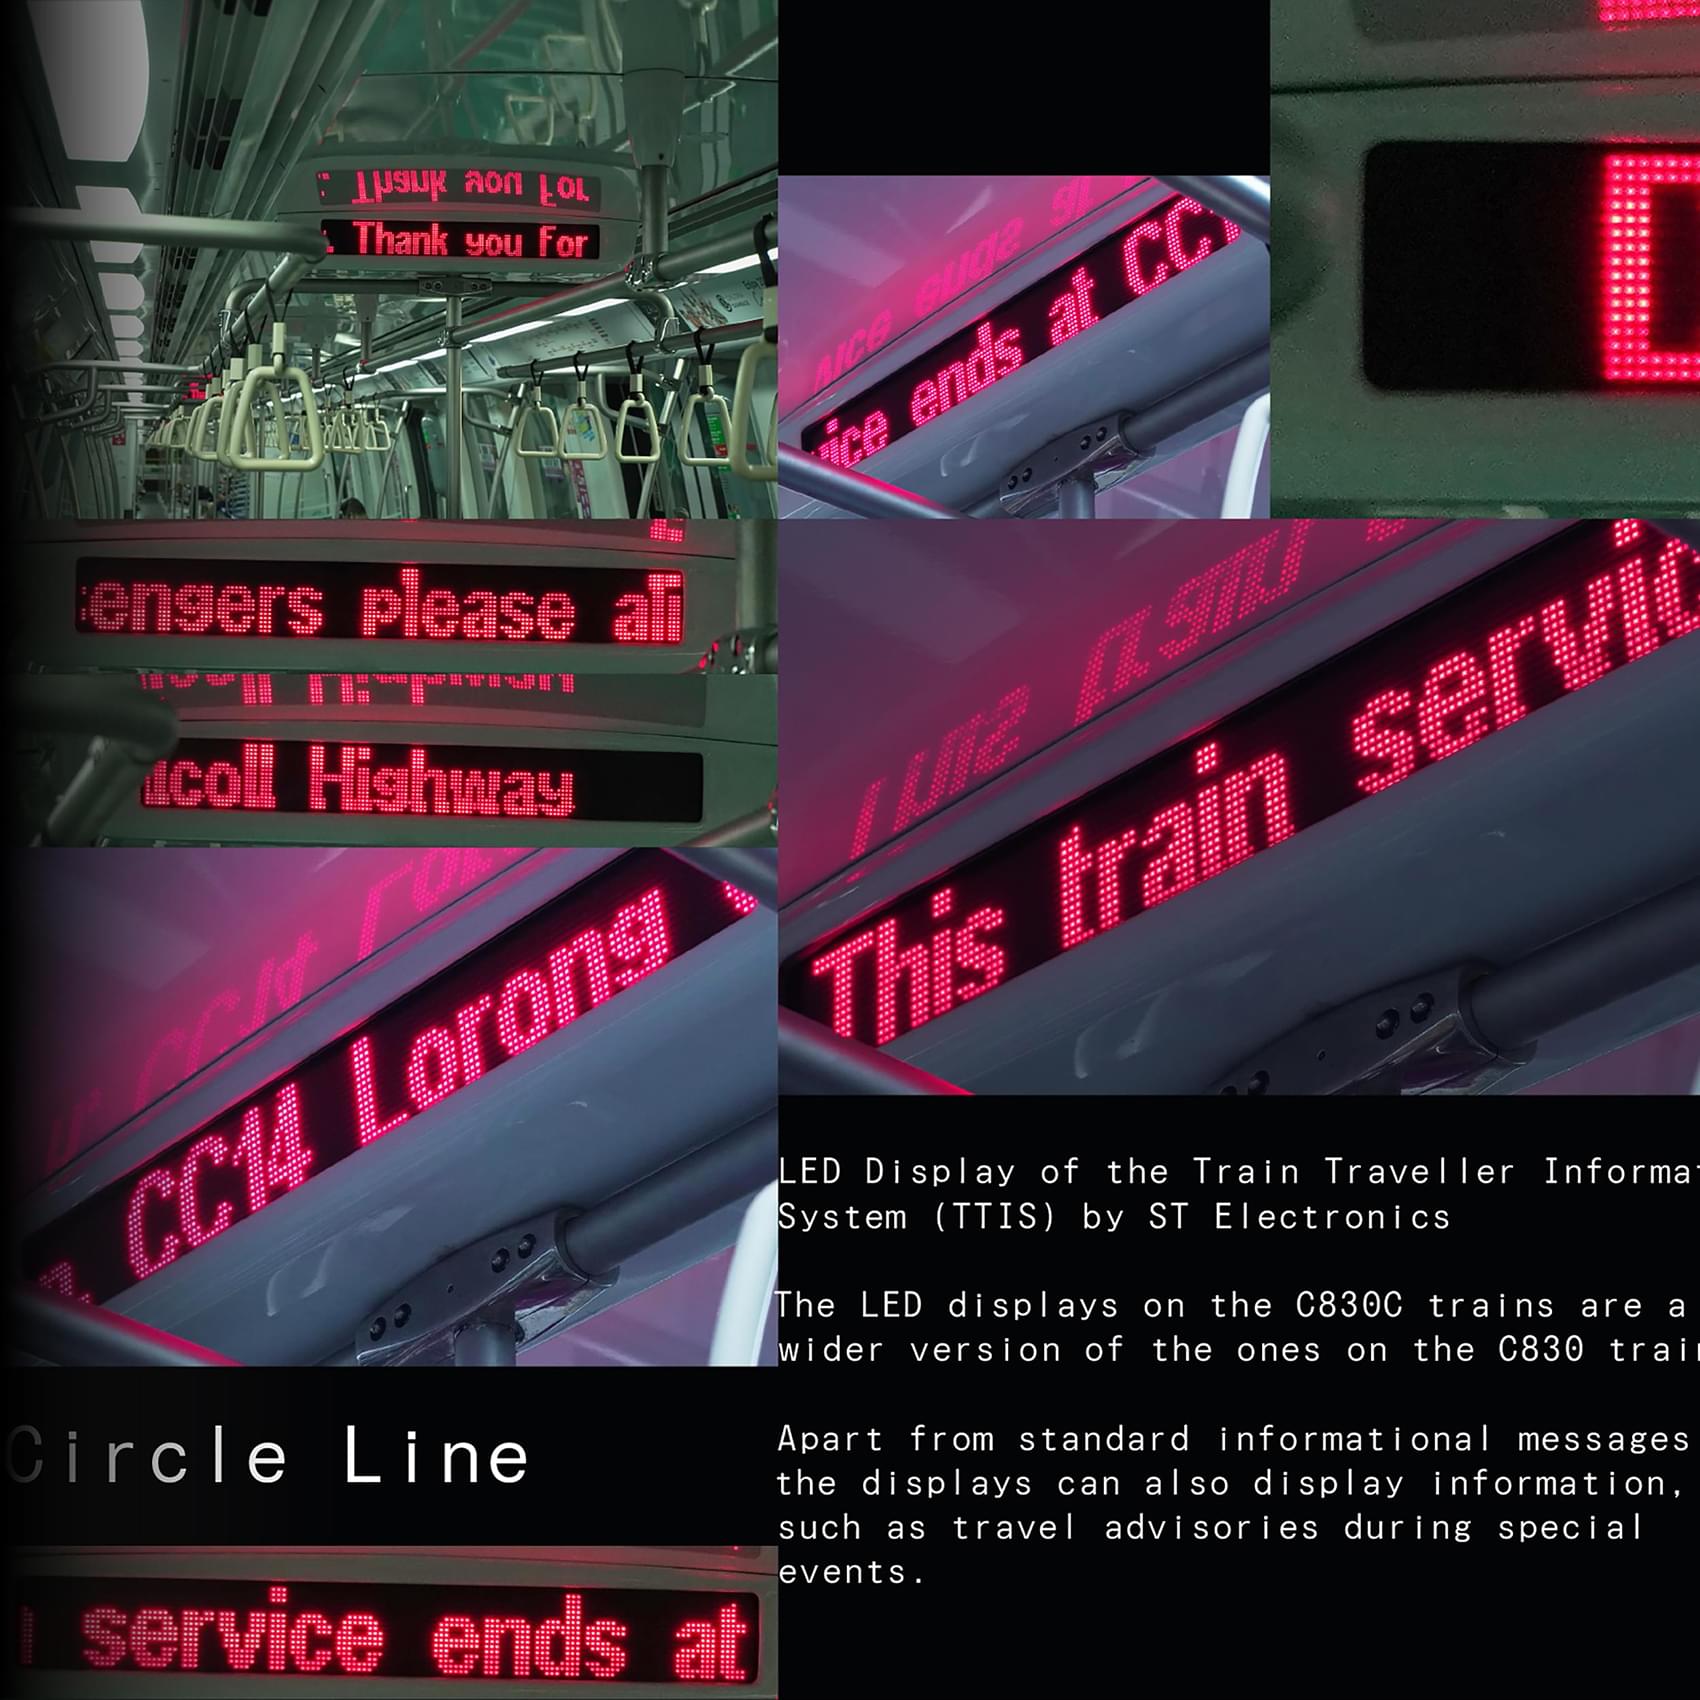 Thank you for
Thank you for
ends at CC
engers please ali
Highway
This train servic
CC14 Lorong
LED Display of the Train Traveller Informa
System (TTIS) by ST Electronics
The LED displays on the C830C trains are a
wider version of the ones on the C830 trai
Apart from standard informational messages
the displays can also display information,
such as travel advisories during special
events.
Circle Line
service ends at